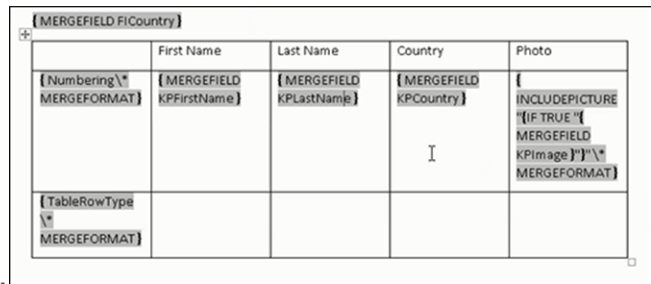 { MERGEFIELD FICountry }
First Name Last Name Country Photo
{ Numbering \* MERGEFORMAT }
{ MERGEFIELD KPFirstName }
{ MERGEFIELD KPLastName }
{ MERGEFIELD KPCountry }
{
INCLUDEPICTURE
"{IF TRUE "{
MERGEFIELD
KPImage }"}"\*
MERGEFORMAT }
{ TableRowType
\*
MERGEFORMAT }